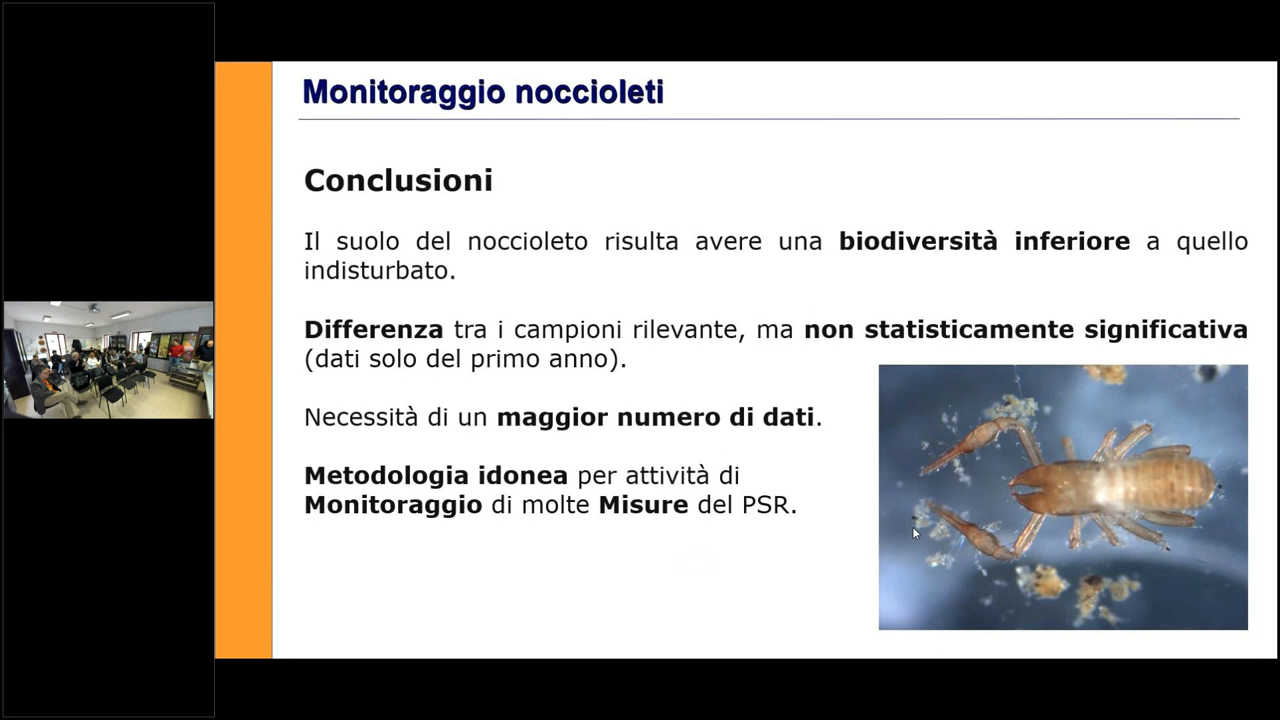 Monitoraggio noccioleti
Conclusioni
Il suolo del noccioleto risulta avere una biodiversità inferiore a quello
indisturbato.
Differenza tra i campioni rilevante, ma non statisticamente significativa
(dati solo del primo anno).
Necessità di un maggior numero di dati.
Metodologia idonea per attività di
Monitoraggio di molte Misure del PSR.